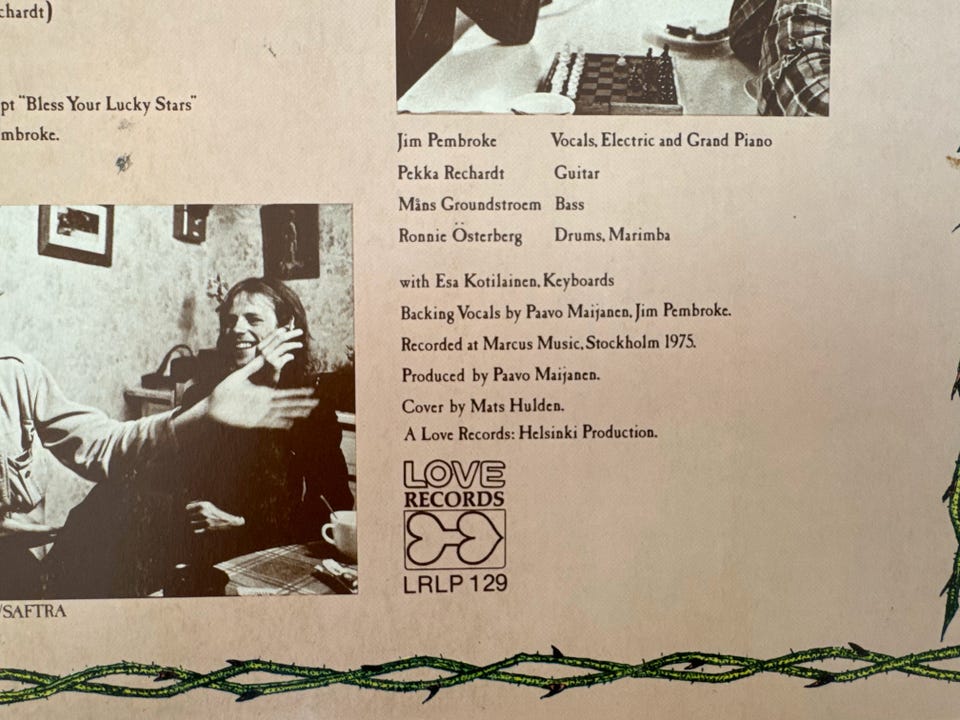 chardt)
pt "Bless Your Lucky Stars"
mbroke.
/SAFTRA
Jim Pembroke Vocals, Electric and Grand Piano
Pekka Rechardt Guitar
Måns Groundstroem Bass
Ronnie Österberg Drums, Marimba
with Esa Kotilainen, Keyboards
Backing Vocals by Paavo Maijanen, Jim Pembroke.
Recorded at Marcus Music, Stockholm 1975.
Produced by Paavo Maijanen.
Cover by Mats Hulden.
A Love Records: Helsinki Production.
LOVE
RECORDS
LRLP 129